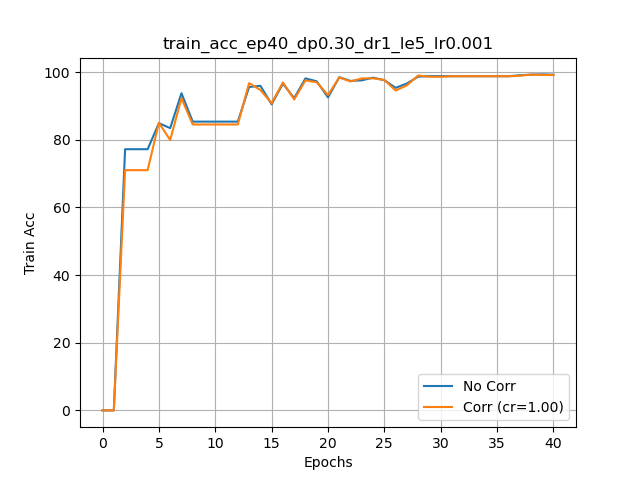 train_acc_ep40_dp0.30_dr1_le5_lr0.001
Train Acc
100
80
60
40
20
0
0 5 10 15 20 25 30 35 40
Epochs
No Corr
Corr (cr=1.00)